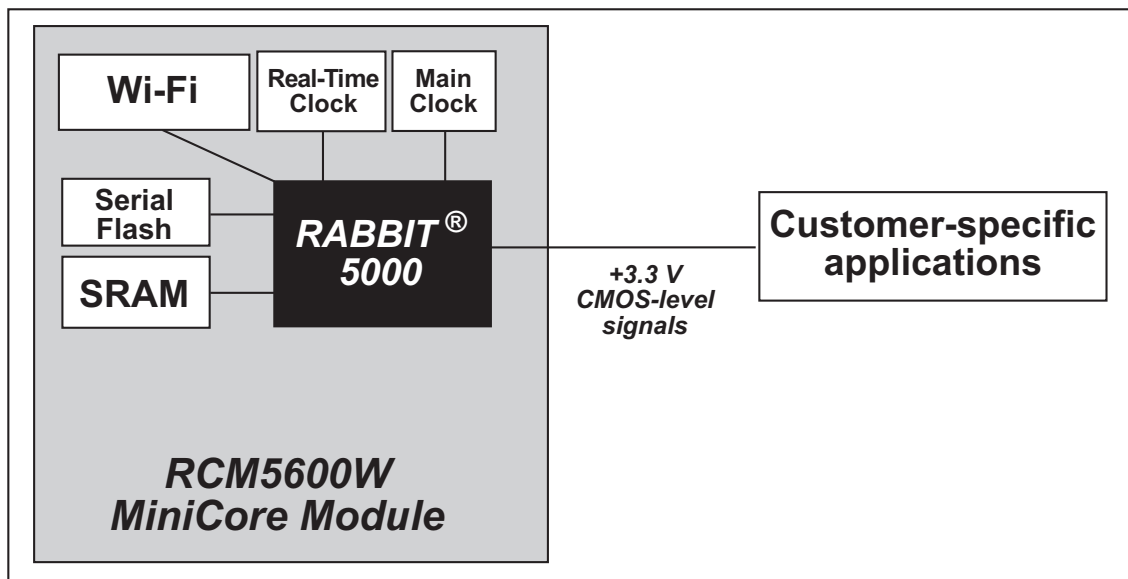 Wi-Fi
Real-Time
Clock
Main
Clock
Serial
Flash
SRAM
RABBIT ®
5000
+3.3 V
CMOS-level
signals
Customer-specific
applications
RCM5600W
MiniCore Module